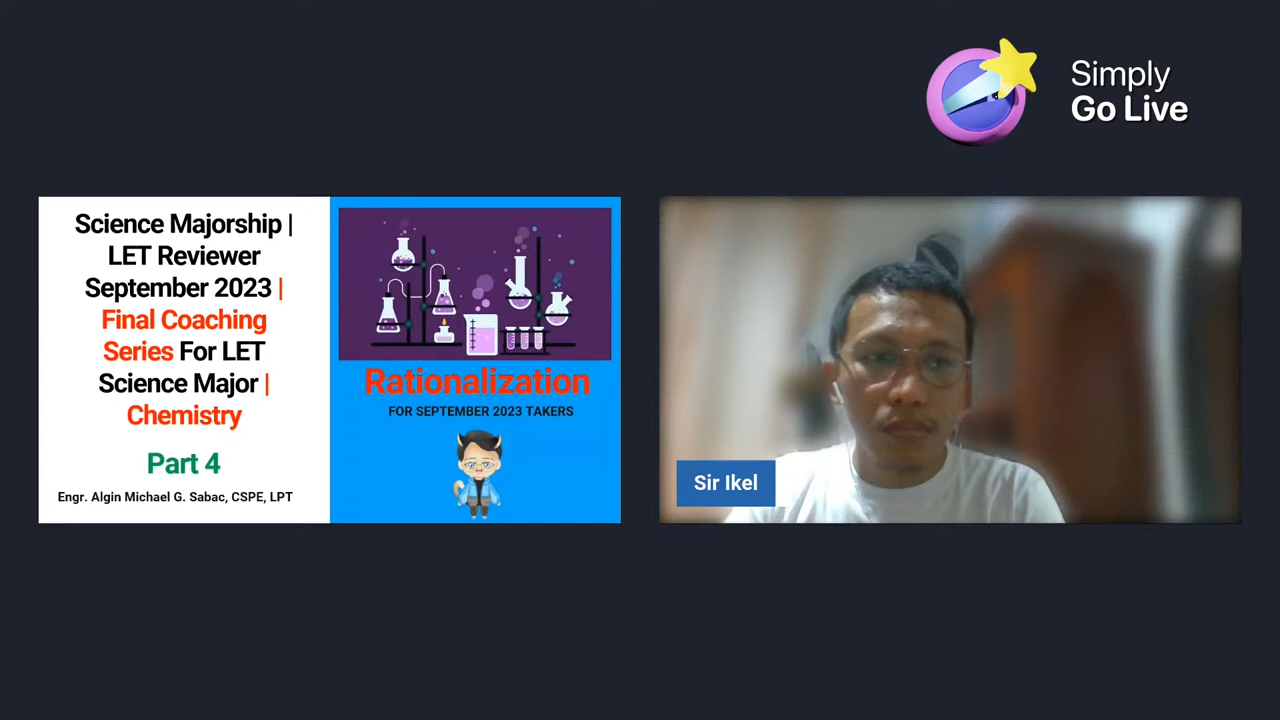 Simply
Go Live
Science Majorship |
LET Reviewer
September 2023 |
Final Coaching
Series For LET
Science Major |
Chemistry
Part 4
Engr. Algin Michael G. Sabac, CSPE, LPT
Rationalization
FOR SEPTEMBER 2023 TAKERS
Sir Ikel